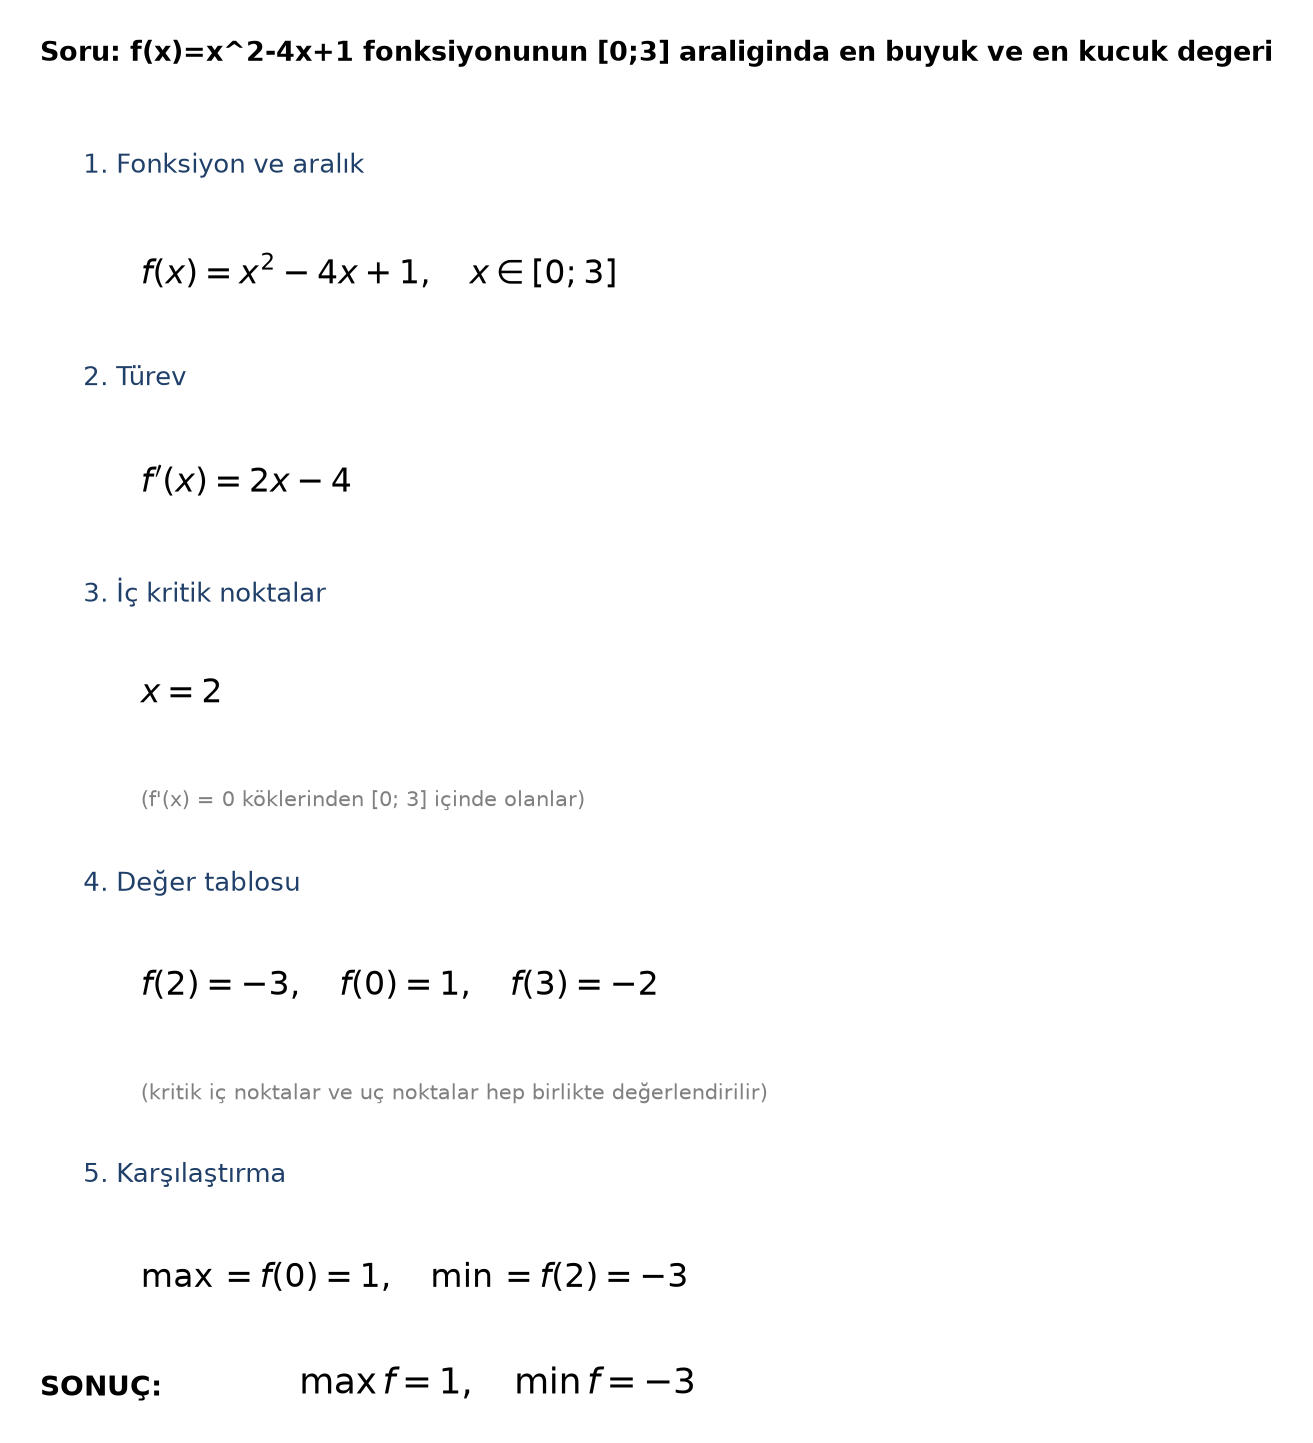 Soru: f(x)=x^2-4x+1 fonksiyonunun [0;3] araliginda en buyuk ve en kucuk degeri
1. Fonksiyon ve aralık
f(x) = x² − 4x + 1, x ∈ [0; 3]
2. Türev
f′(x) = 2x − 4
3. İç kritik noktalar
x = 2
(f'(x) = 0 köklerinden [0; 3] içinde olanlar)
4. Değer tablosu
f(2) = −3, f(0) = 1, f(3) = −2
(kritik iç noktalar ve uç noktalar hep birlikte değerlendirilir)
5. Karşılaştırma
max = f(0) = 1, min = f(2) = −3
SONUÇ: max f = 1, min f = −3